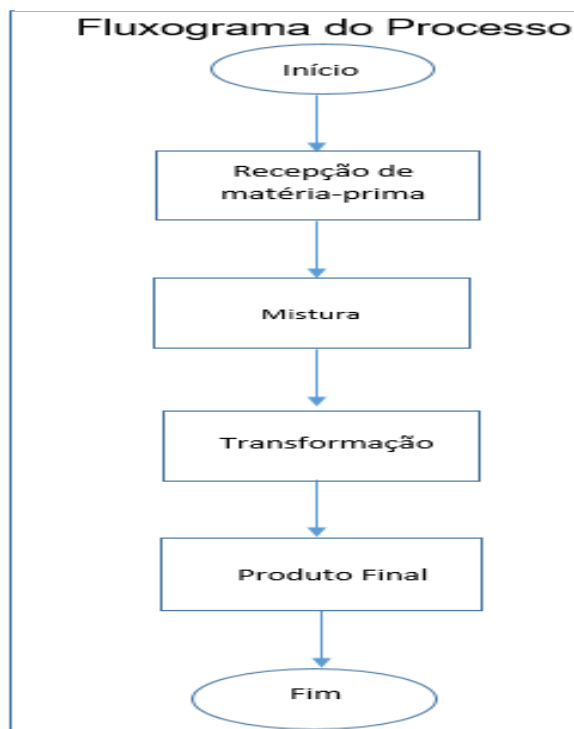 Fluxograma do Processo
Início
Recepção de
matéria-prima
Mistura
Transformação
Produto Final
Fim